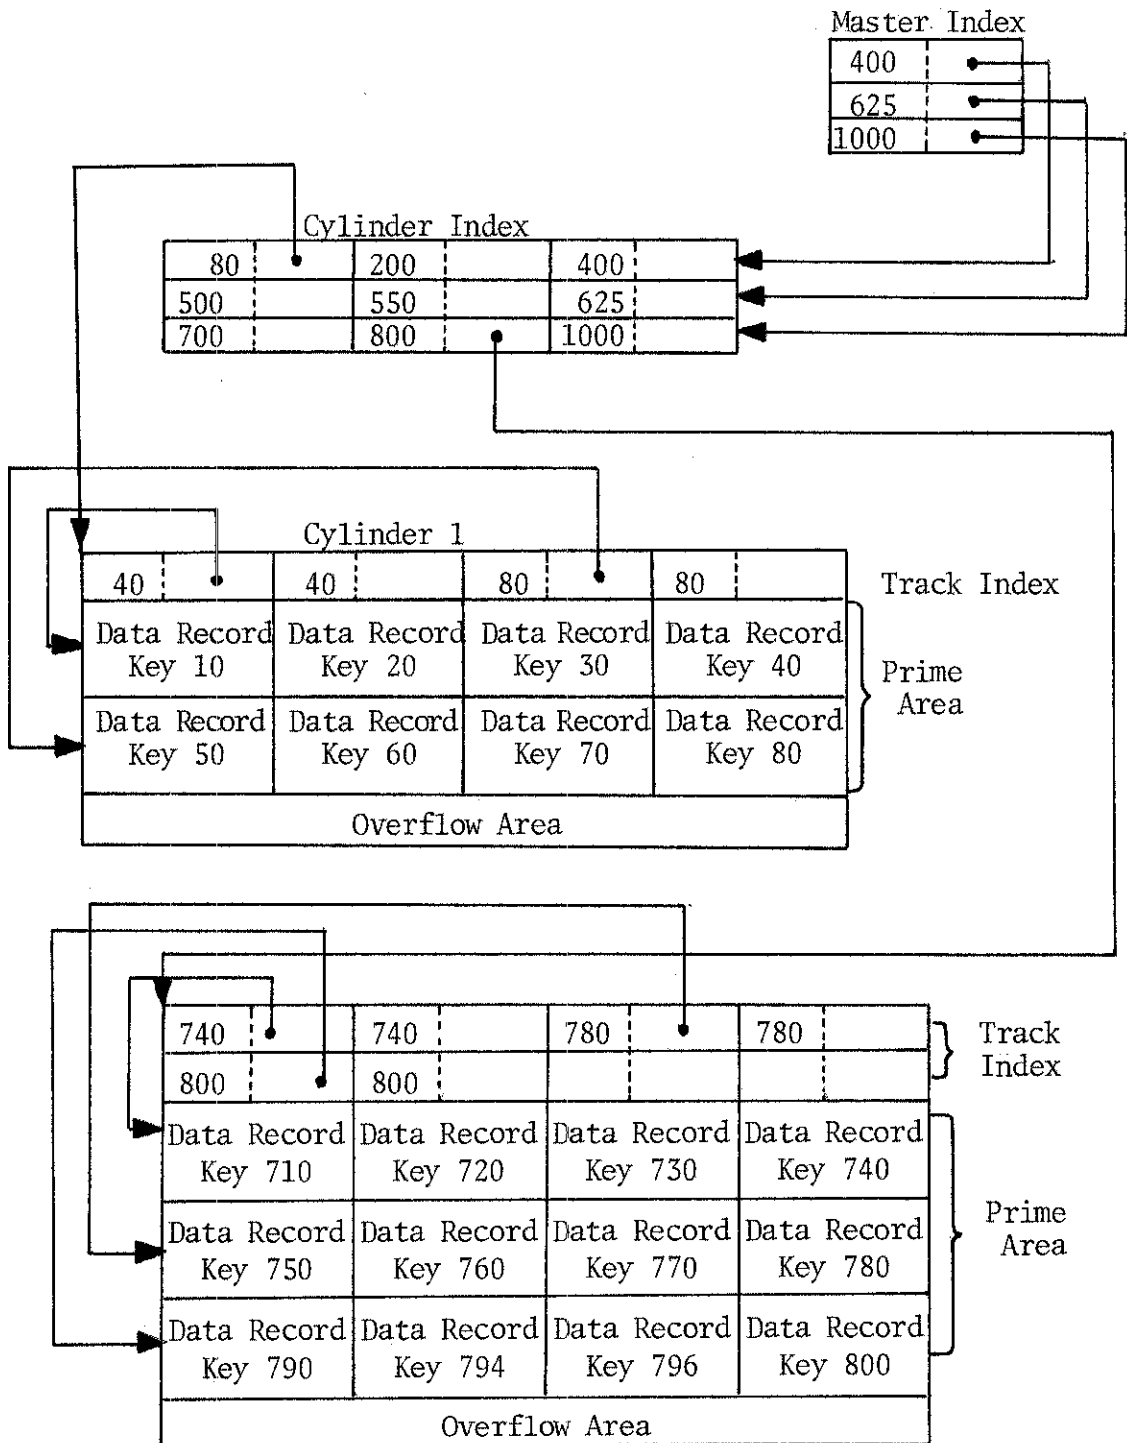 Master Index
400
625
1000
Cylinder Index
80 200 400
500 550 625
700 800 1000
Cylinder 1
40 40 80 80 Track Index
Data Record Key 10
Data Record Key 20
Data Record Key 30
Data Record Key 40
Prime Area
Data Record Key 50
Data Record Key 60
Data Record Key 70
Data Record Key 80
Overflow Area
740 740 780 780
800 800
Track Index
Data Record Key 710
Data Record Key 720
Data Record Key 730
Data Record Key 740
Data Record Key 750
Data Record Key 760
Data Record Key 770
Data Record Key 780
Prime Area
Data Record Key 790
Data Record Key 794
Data Record Key 796
Data Record Key 800
Overflow Area